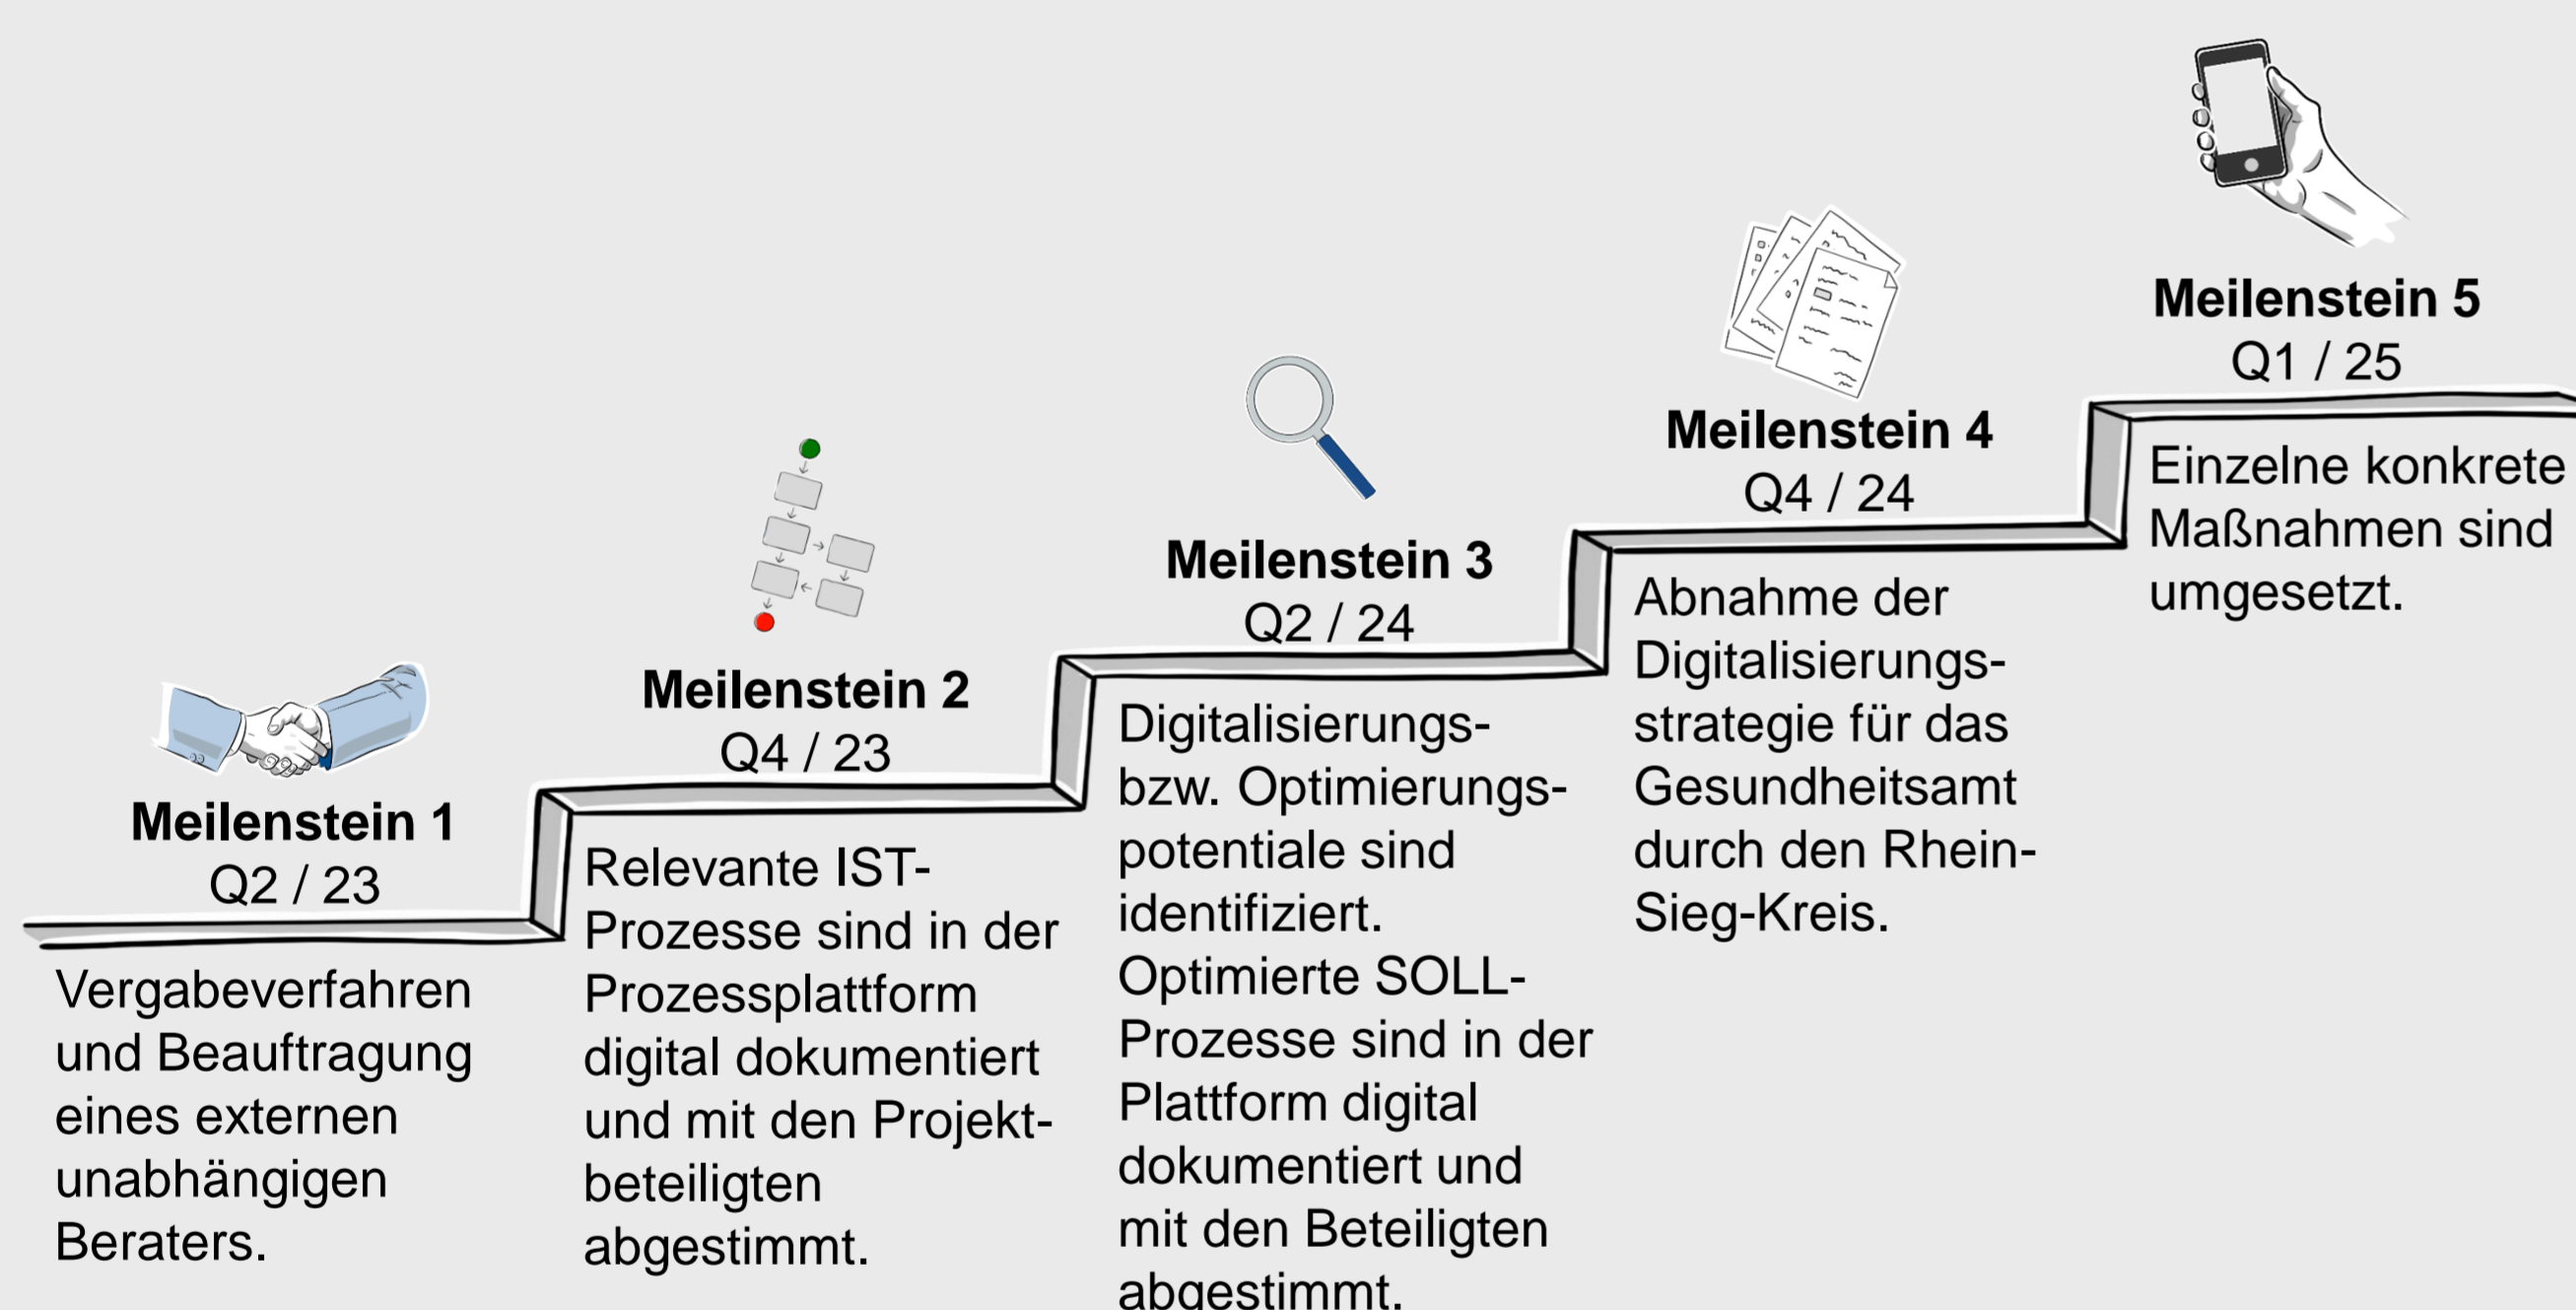 Meilenstein 1
Q2 / 23
Vergabeverfahren
und Beauftragung
eines externen
unabhängigen
Beraters.
Meilenstein 2
Q4 / 23
Relevante IST-
Prozesse sind in der
Prozessplattform
digital dokumentiert
und mit den Projekt-
beteiligten
abgestimmt.
Meilenstein 3
Q2 / 24
Digitalisierungs-
bzw. Optimierungs-
potentiale sind
identifiziert.
Optimierte SOLL-
Prozesse sind in der
Plattform digital
dokumentiert und
mit den Beteiligten
abgestimmt.
Meilenstein 4
Q4 / 24
Abnahme der
Digitalisierungs-
strategie für das
Gesundheitsamt
durch den Rhein-
Sieg-Kreis.
Meilenstein 5
Q1 / 25
Einzelne konkrete
Maßnahmen sind
umgesetzt.